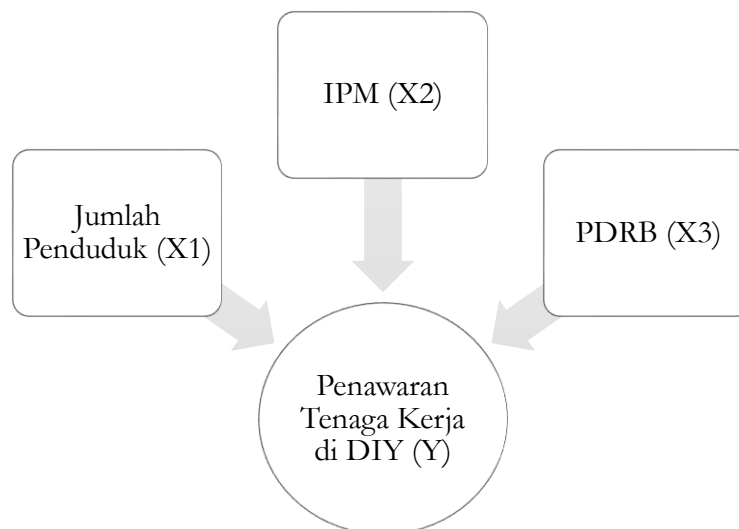 IPM (X2)
Jumlah
Penduduk (X1)
PDRB (X3)
Penawaran
Tenaga Kerja
di DIY (Y)